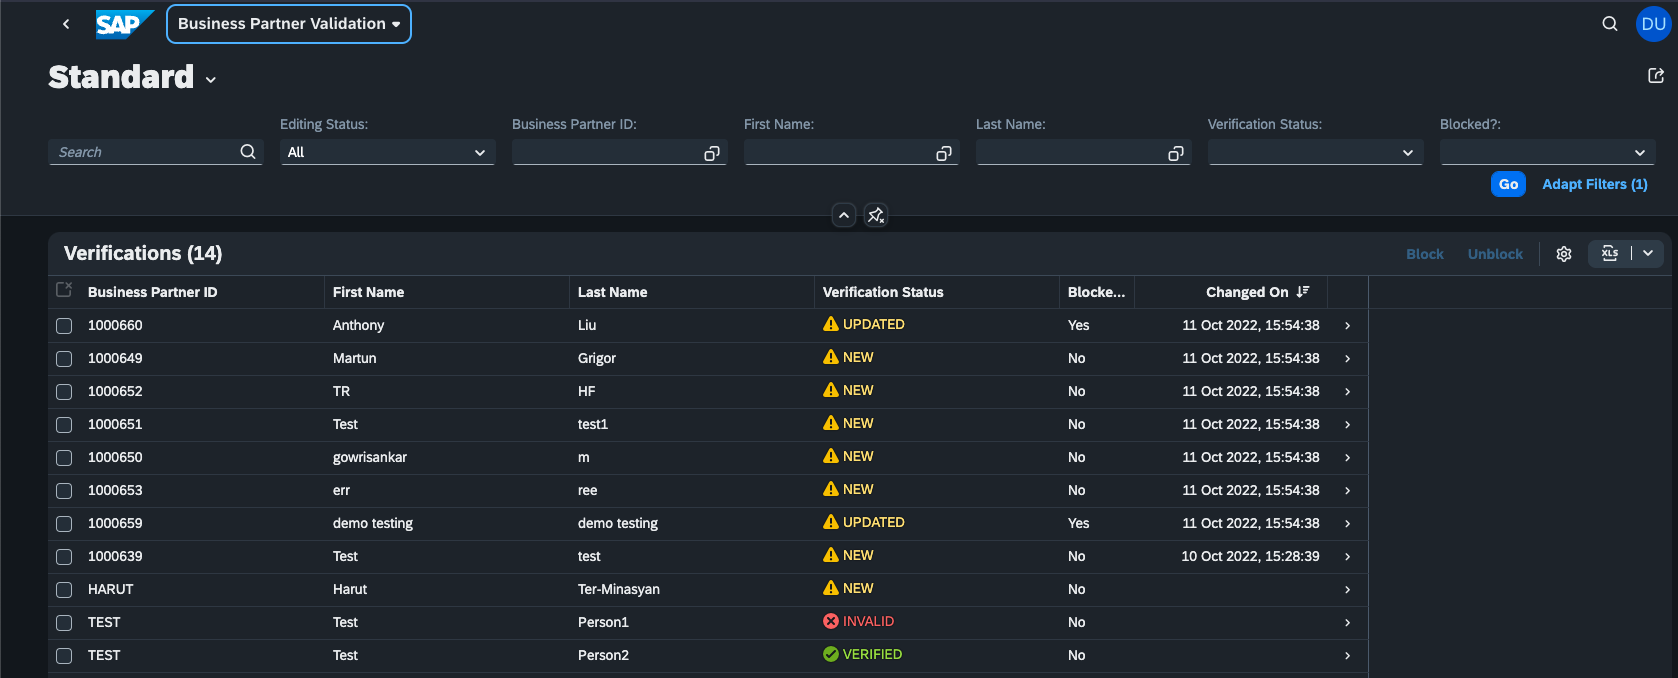 SAP Business Partner Validation DU
Standard
Editing Status: Business Partner ID: First Name: Last Name: Verification Status: Blocked?:
Search All
Go Adapt Filters (1)
Verifications (14) Block Unblock XLS
Business Partner ID First Name Last Name Verification Status Blocke... Changed On
1000660 Anthony Liu UPDATED Yes 11 Oct 2022, 15:54:38
1000649 Martun Grigor NEW No 11 Oct 2022, 15:54:38
1000652 TR HF NEW No 11 Oct 2022, 15:54:38
1000651 Test test1 NEW No 11 Oct 2022, 15:54:38
1000650 gowrisankar m NEW No 11 Oct 2022, 15:54:38
1000653 err ree NEW No 11 Oct 2022, 15:54:38
1000659 demo testing demo testing UPDATED Yes 11 Oct 2022, 15:54:38
1000639 Test test NEW No 10 Oct 2022, 15:28:39
HARUT Harut Ter-Minasyan NEW No
TEST Test Person1 INVALID No
TEST Test Person2 VERIFIED No